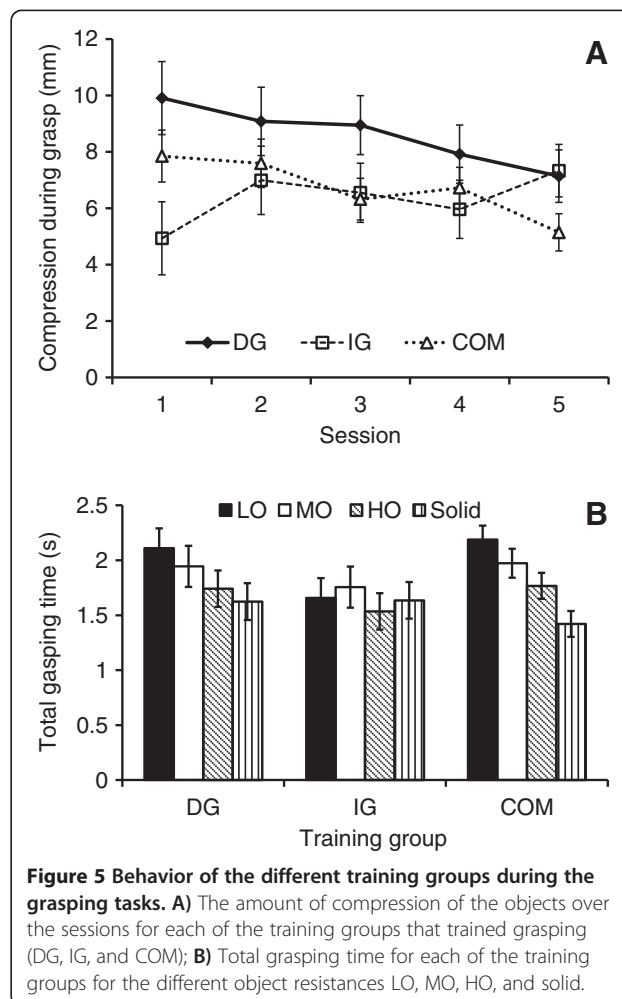 A
12
10
8
6
4
2
0
Compression during grasp (mm)
DG IG COM
1 2 3 4 5
Session
B
LO MO HO Solid
2.5
2
1.5
1
0.5
0
Total gasping time (s)
DG IG COM
Training group
Figure 5 Behavior of the different training groups during the
grasping tasks. A) The amount of compression of the objects over
the sessions for each of the training groups that trained grasping
(DG, IG, and COM); B) Total grasping time for each of the training
groups for the different object resistances LO, MO, HO, and solid.